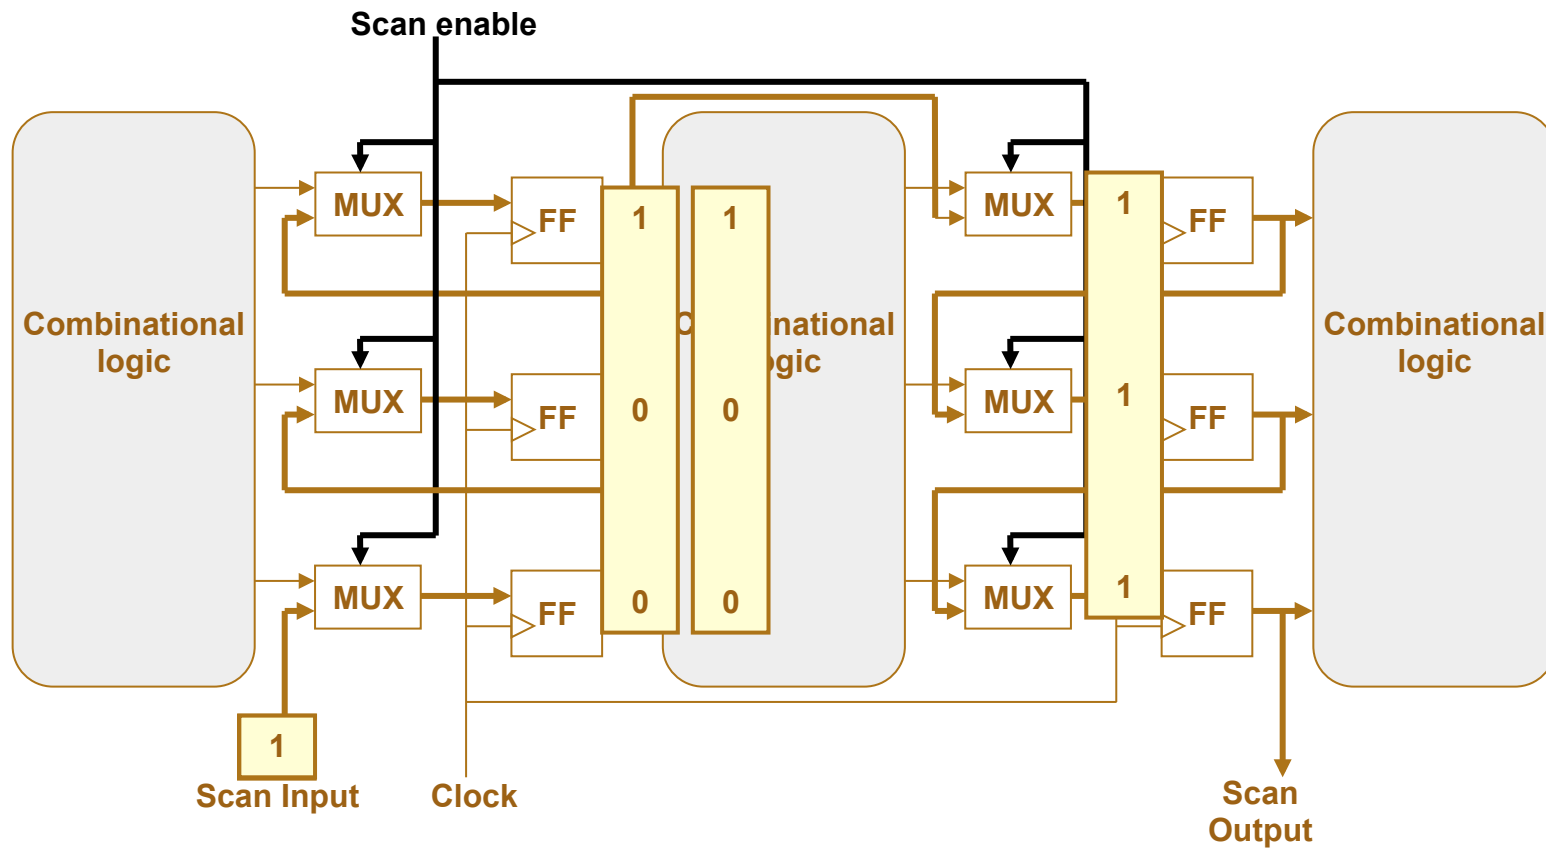 Scan enable
MUX
FF
1
1
MUX
1
FF
Combinational
logic
national
ogic
Combinational
logic
MUX
FF
0
0
MUX
1
FF
MUX
FF
0
0
MUX
1
FF
1
Scan Input
Clock
Scan
Output